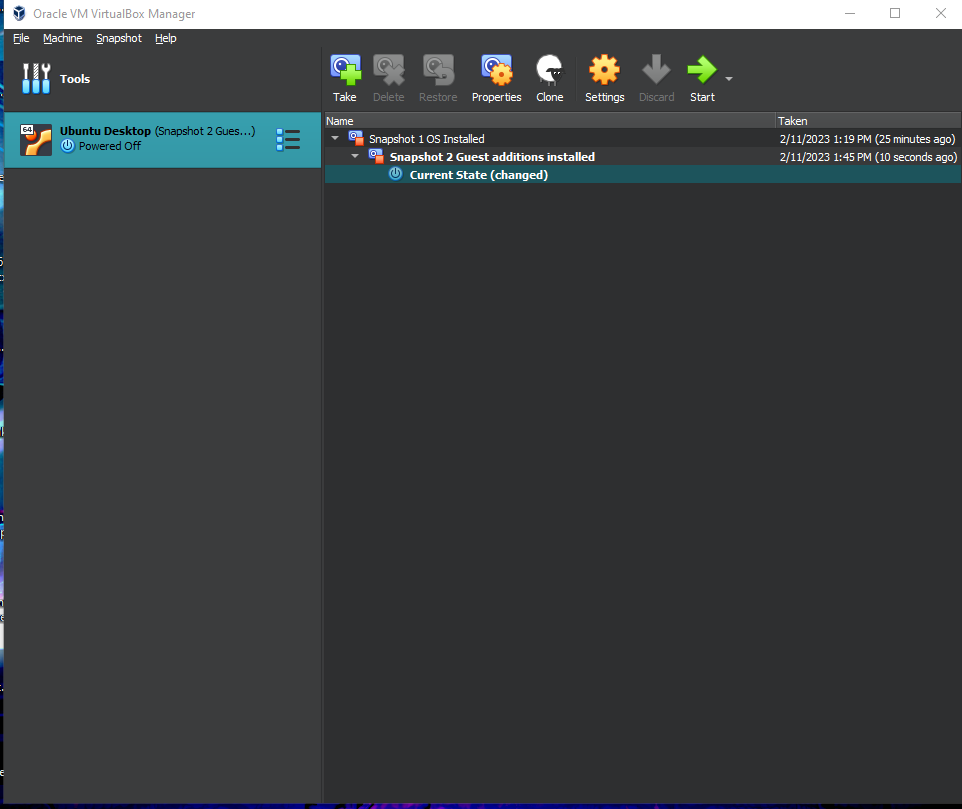 Oracle VM VirtualBox Manager
File Machine Snapshot Help
Tools
Take Delete Restore Properties Clone Settings Discard Start
64
Ubuntu Desktop (Snapshot 2 Gues...)
Powered Off
Name Taken
Snapshot 1 OS Installed 2/11/2023 1:19 PM (25 minutes ago)
Snapshot 2 Guest additions installed 2/11/2023 1:45 PM (10 seconds ago)
Current State (changed)